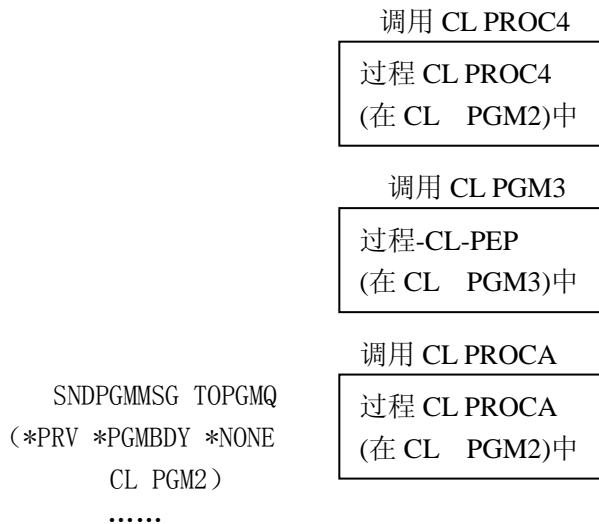 调用 CL PROC4
过程 CL PROC4
(在 CL PGM2)中
调用 CL PGM3
过程-CL-PEP
(在 CL PGM3)中
调用 CL PROCA
过程 CL PROCA
(在 CL PGM2)中
SNDPGMMSG TOPGMQ
（*PRV *PGMBDY *NONE
CL PGM2）
……